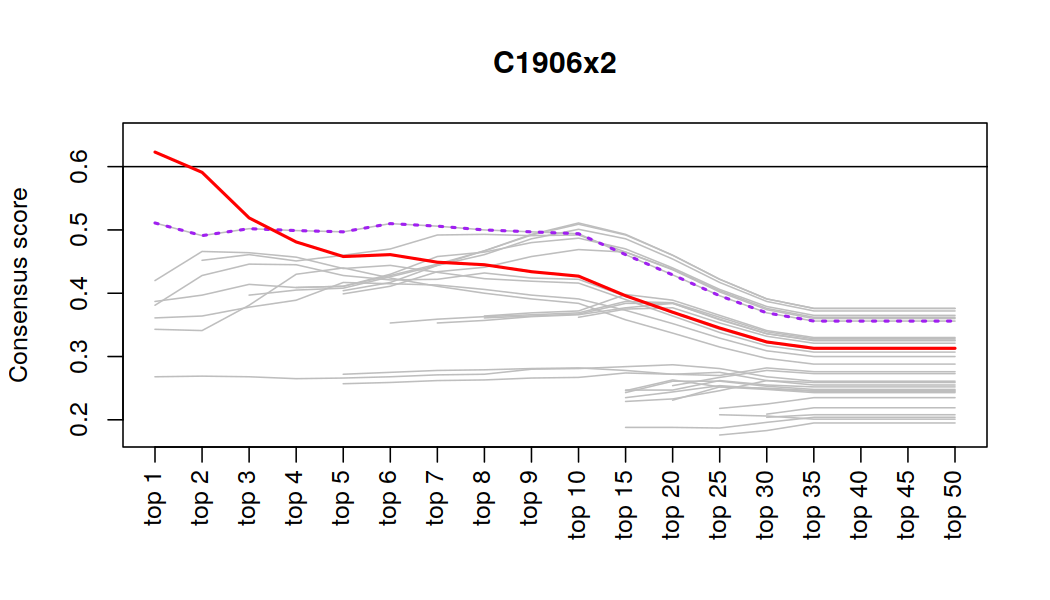 C1906x2
Consensus score
0.6
0.5
0.4
0.3
0.2
top 1
top 2
top 3
top 4
top 5
top 6
top 7
top 8
top 9
top 10
top 15
top 20
top 25
top 30
top 35
top 40
top 45
top 50